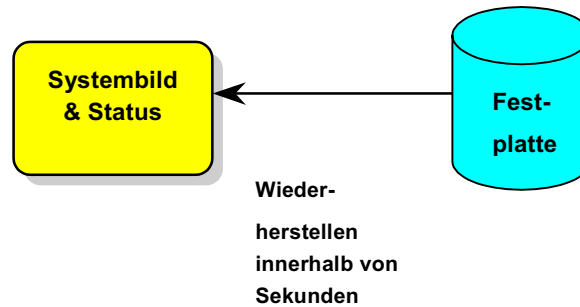 Systembild
& Status
Fest-
platte
Wieder-
herstellen
innerhalb von
Sekunden